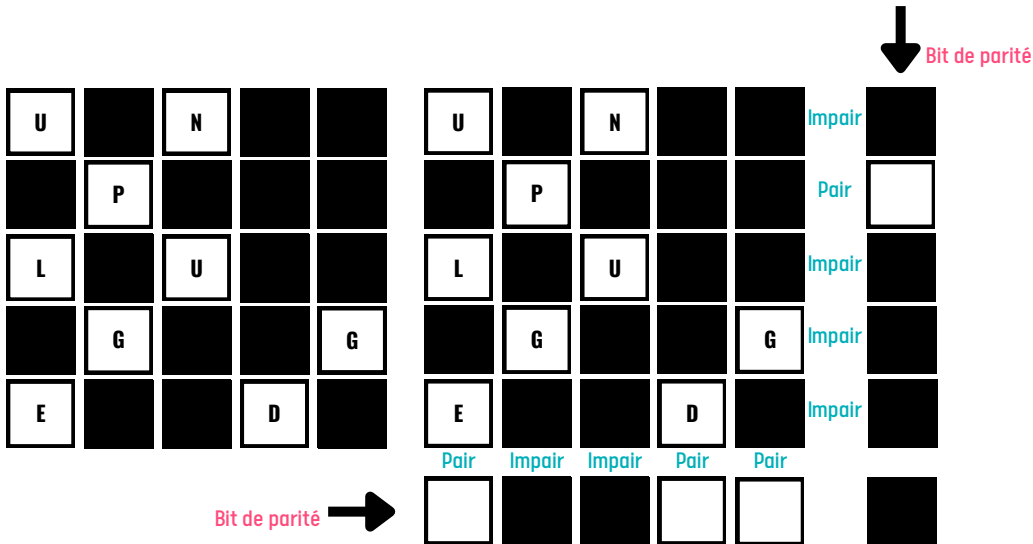 Bit de parité
U N U N Impair
P P Pair
L U L U Impair
G G G G Impair
E D E D Impair
Pair Impair Impair Pair Pair
Bit de parité